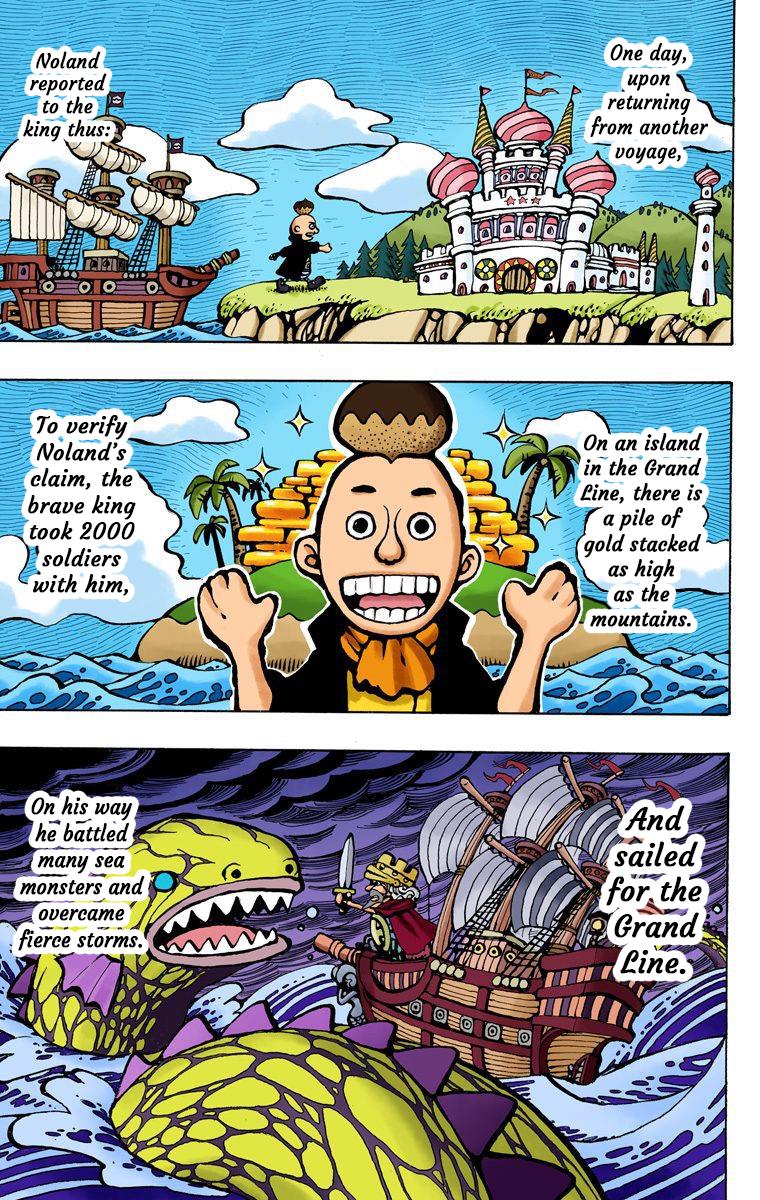 One day,
upon
returning
from another
voyage,
Noland
reported
to the
king thus:
On an island
in the Grand
Line, there is
a pile of
gold stacked
as high
as the
mountains.
To verify
Noland's
claim, the
brave king
took 2000
soldiers
with him,
And
sailed
for the
Grand
Line.
On his way
he battled
many sea
monsters and
overcame
fierce storms.